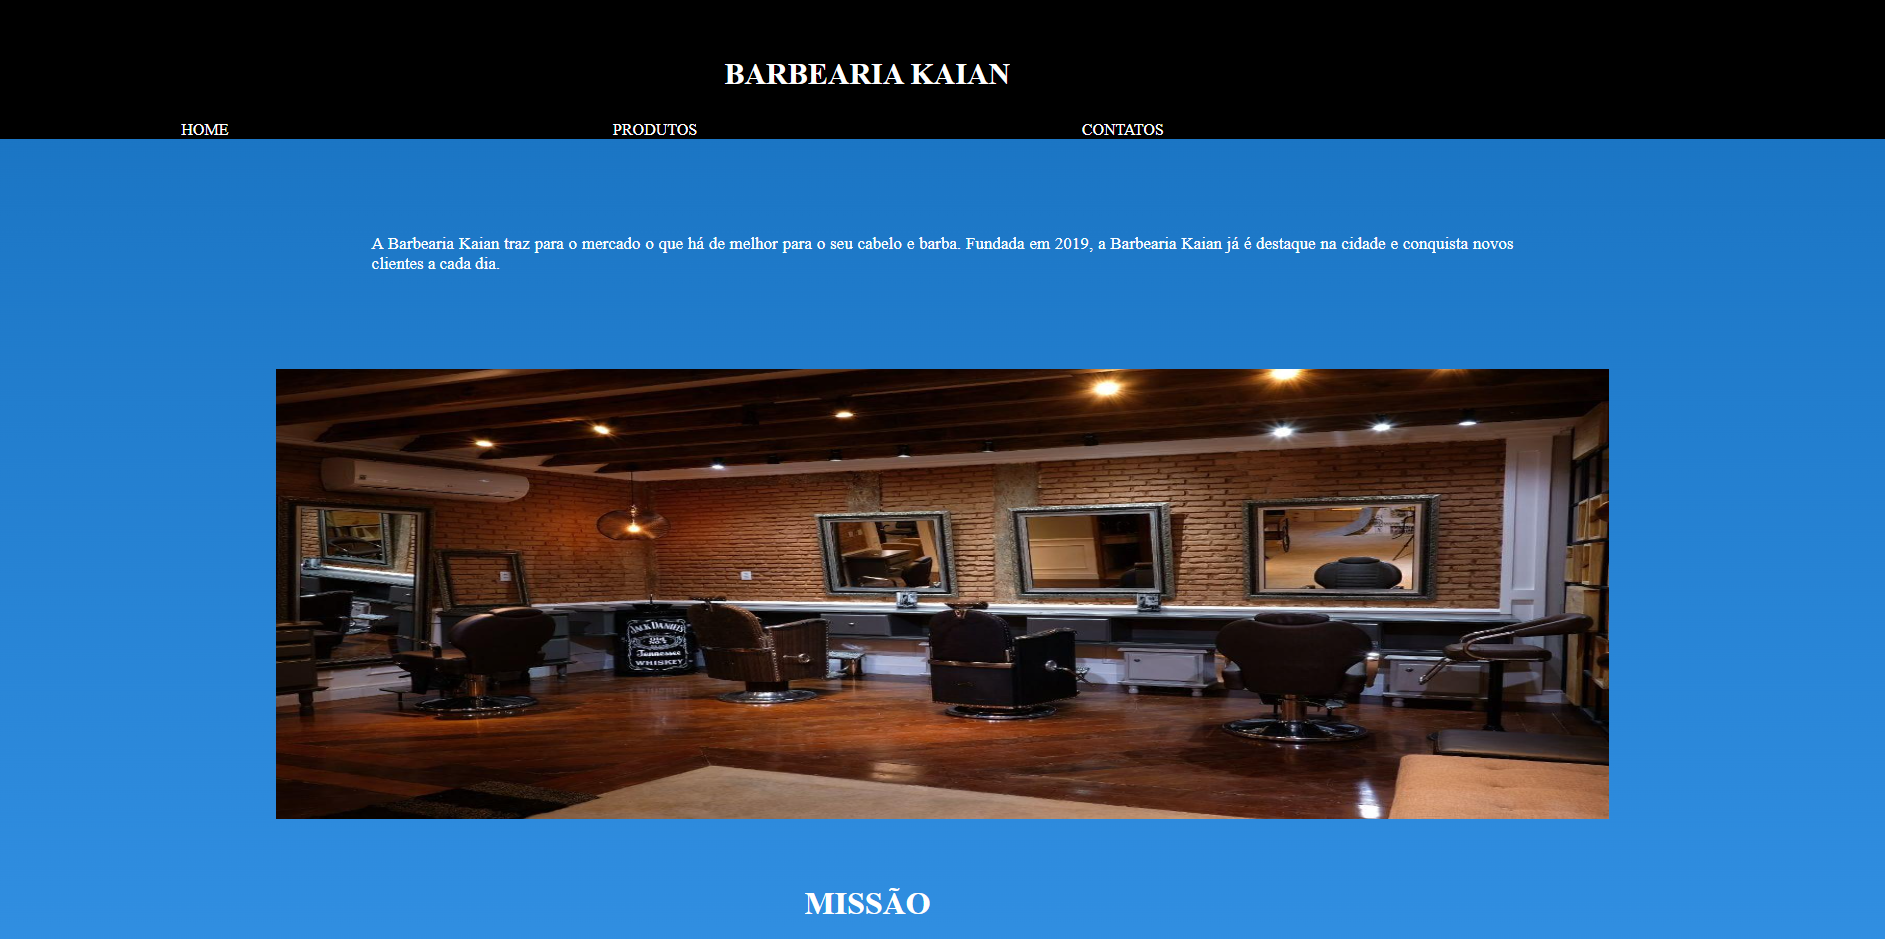 BARBEARIA KAIAN
HOME PRODUTOS CONTATOS
A Barbearia Kaian traz para o mercado o que há de melhor para o seu cabelo e barba. Fundada em 2019, a Barbearia Kaian já é destaque na cidade e conquista novos
clientes a cada dia.
JACK DANIEL'S
Tennessee
WHISKEY
MISSÃO